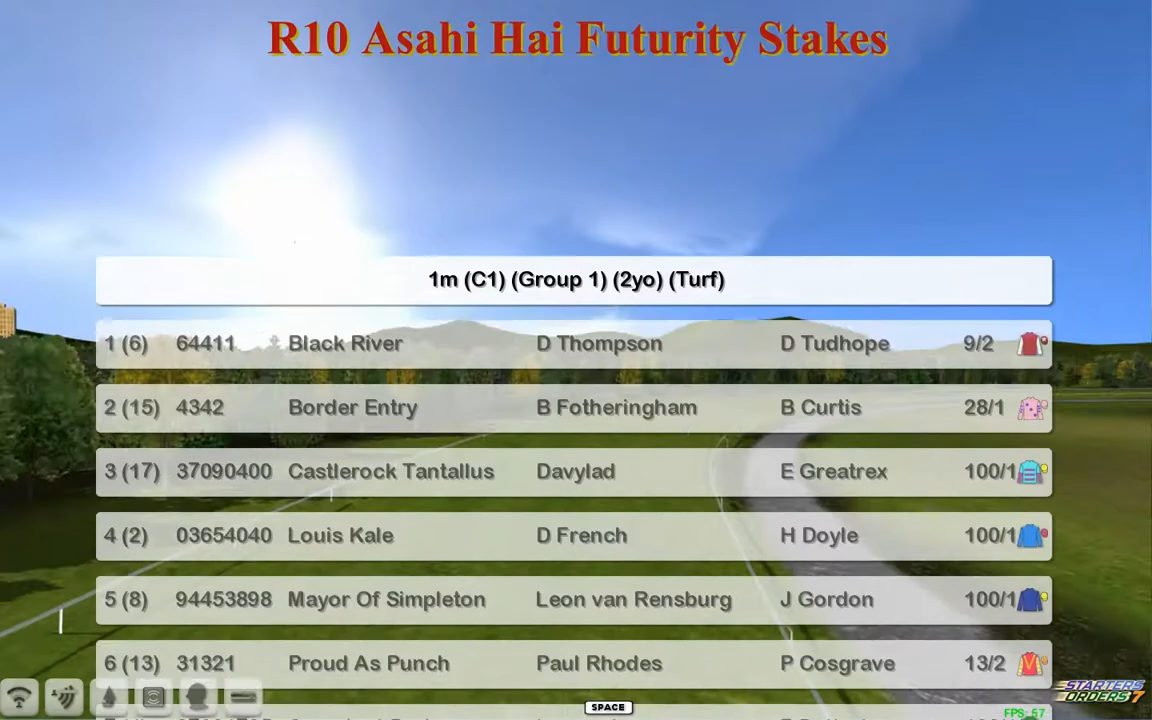 R10 Asahi Hai Futurity Stakes
1m (C1) (Group 1) (2yo) (Turf)
1 (6) 64411 Black River D Thompson D Tudhope 9/2
2 (15) 4342 Border Entry B Fotheringham B Curtis 28/1
3 (17) 37090400 Castlerock Tantallus Davylad E Greatrex 100/1
4 (2) 03654040 Louis Kale D French H Doyle 100/1
5 (8) 94453898 Mayor Of Simpleton Leon van Rensburg J Gordon 100/1
6 (13) 31321 Proud As Punch Paul Rhodes P Cosgrave 13/2
SPACE
STARTERS ORDERS 7
FPS: 57